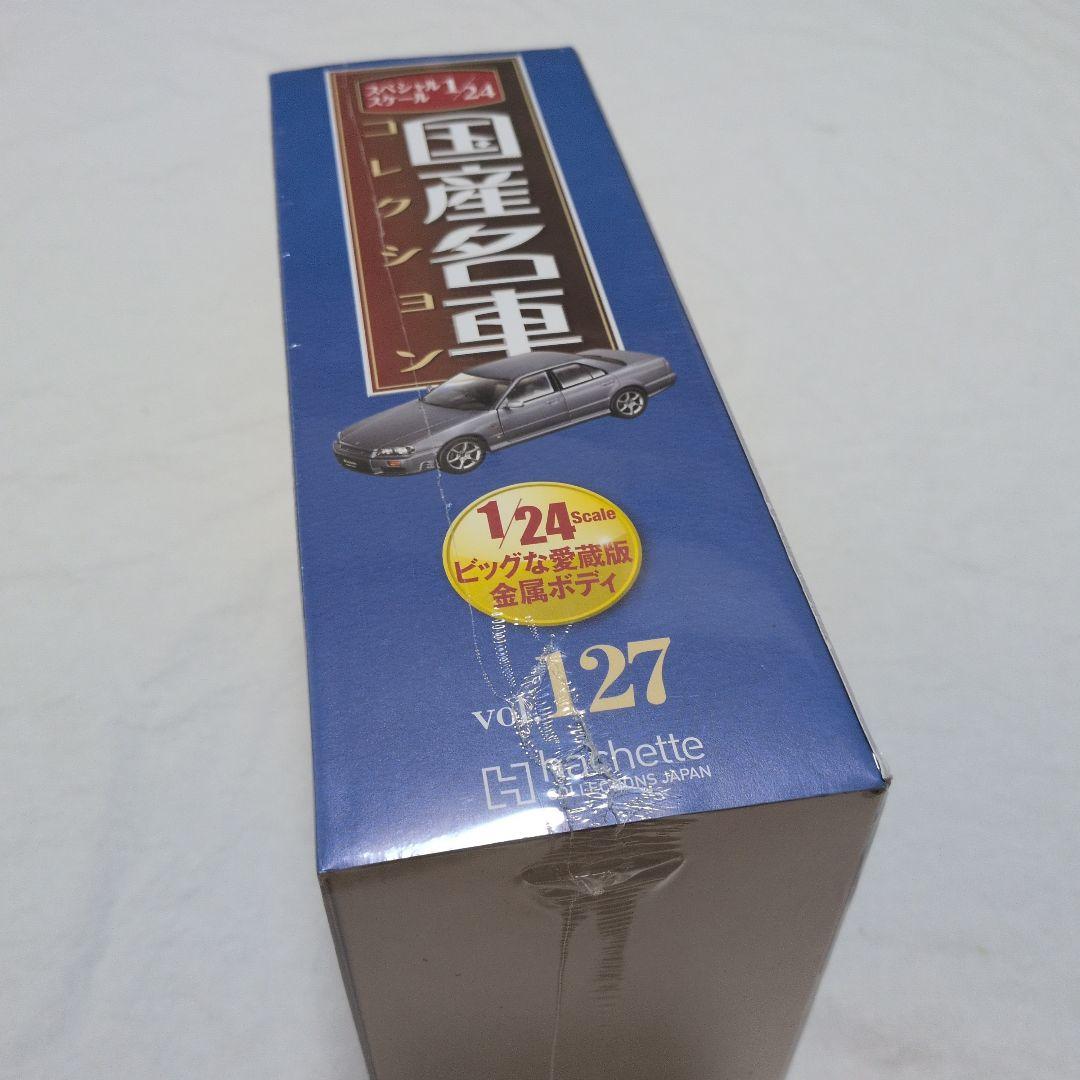 スペシャル
スケール 1/24
国産名車
コレクション
1/24 Scale
ビッグな愛蔵版
金属ボディ
vol.127
hachette
COLLECTIONS JAPAN